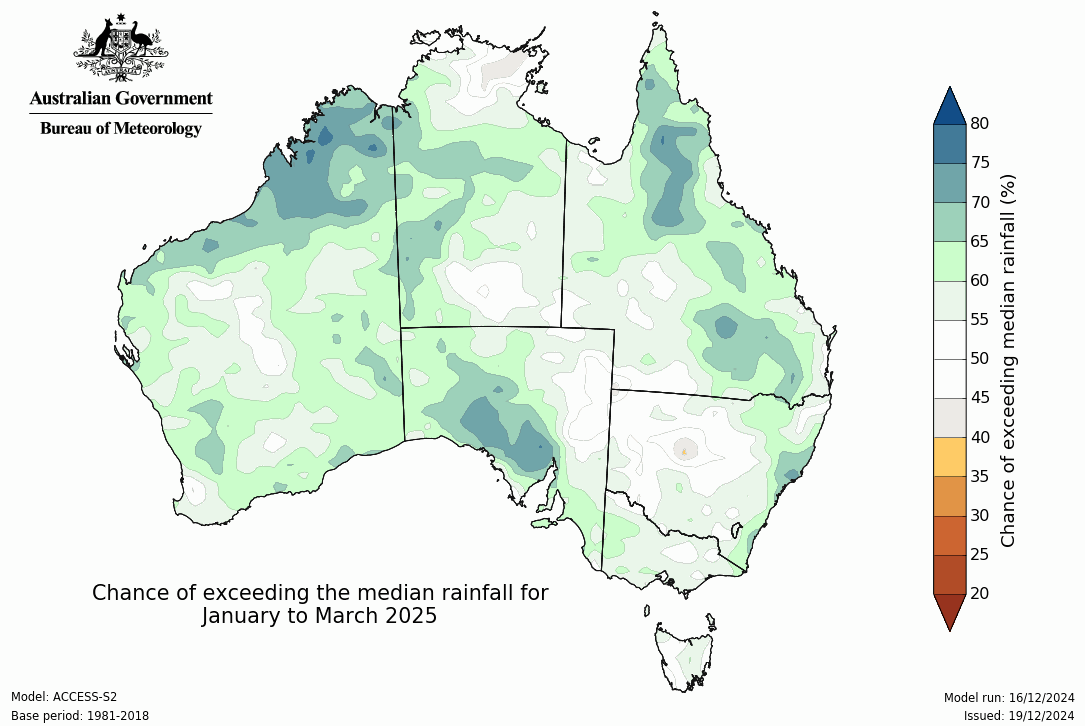 Australian Government
Bureau of Meteorology
80
75
70
65
60
55
50
45
40
35
30
25
20
Chance of exceeding median rainfall (%)
Chance of exceeding the median rainfall for
January to March 2025
Model: ACCESS-S2
Base period: 1981-2018
Model run: 16/12/2024
Issued: 19/12/2024